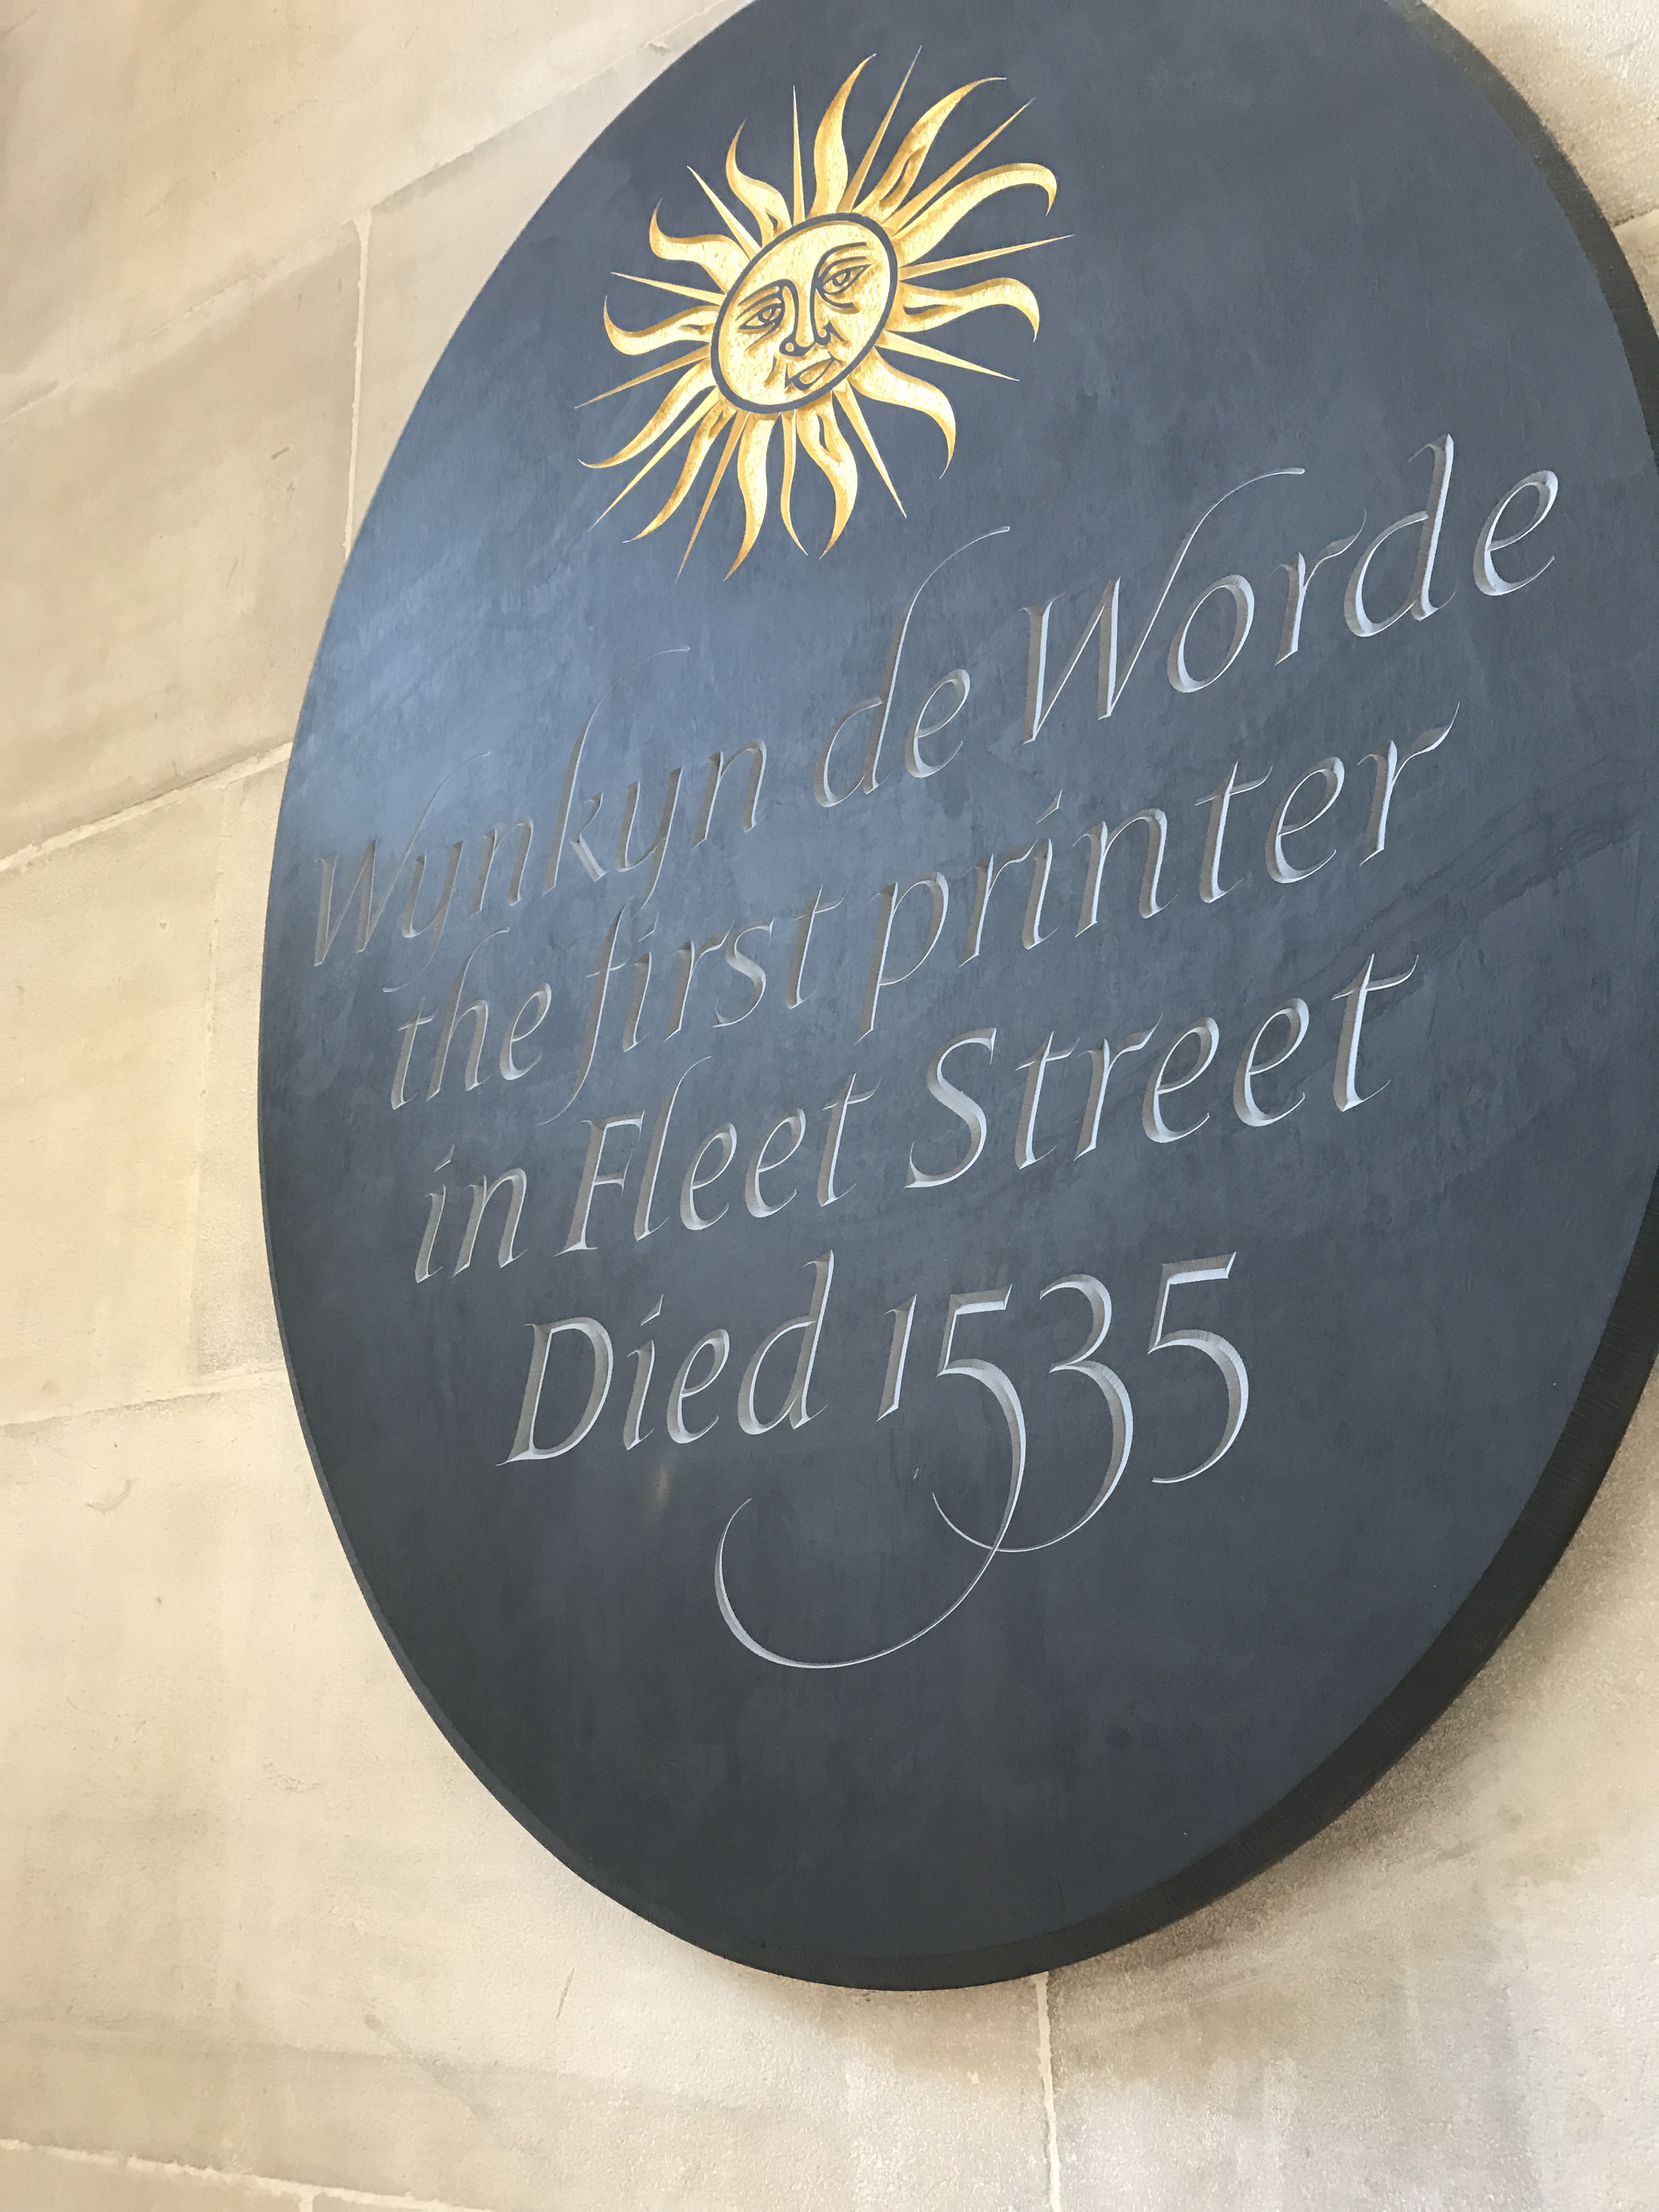 Wynkyn de Worde
the first printer
in Fleet Street
Died 1535